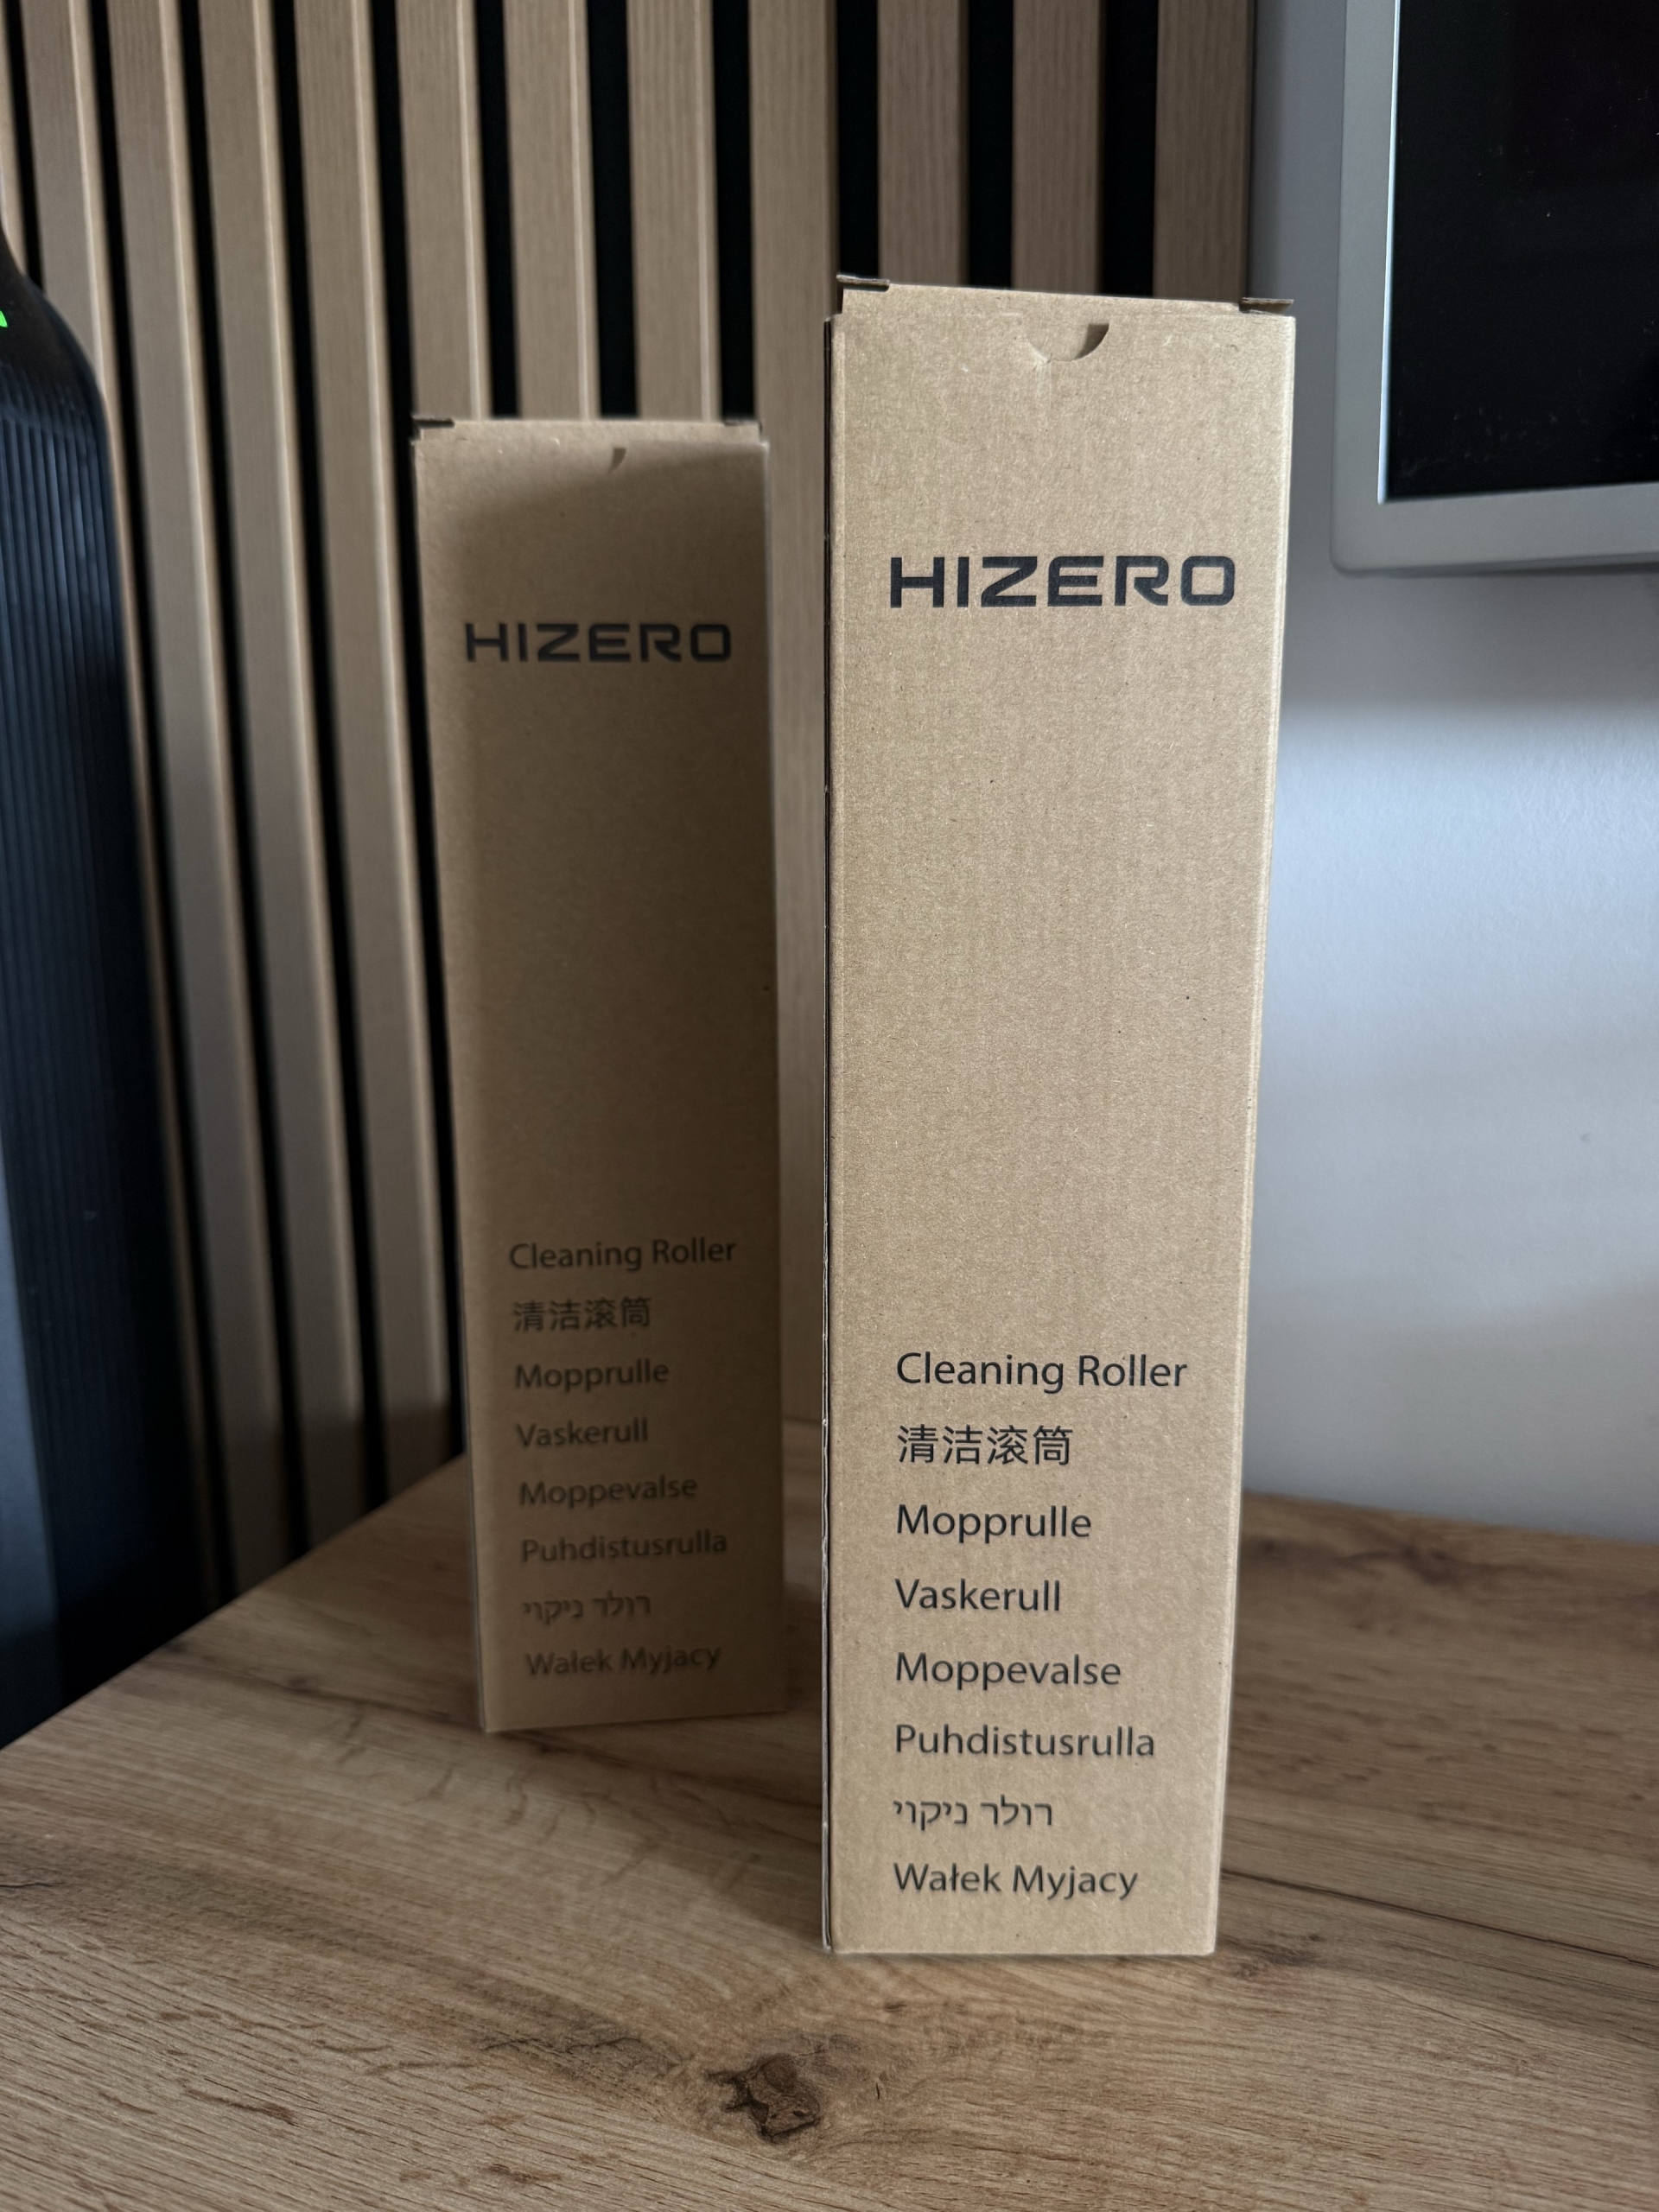 HIZERO
Cleaning Roller
清洁滚筒
Mopprulle
Vaskerull
Moppevalse
Puhdistusrulla
רולר ניקוי
Wałek Myjacy
HIZERO
Cleaning Roller
清洁滚筒
Mopprulle
Vaskerull
Moppevalse
Puhdistusrulla
רולר ניקוי
Wałek Myjacy